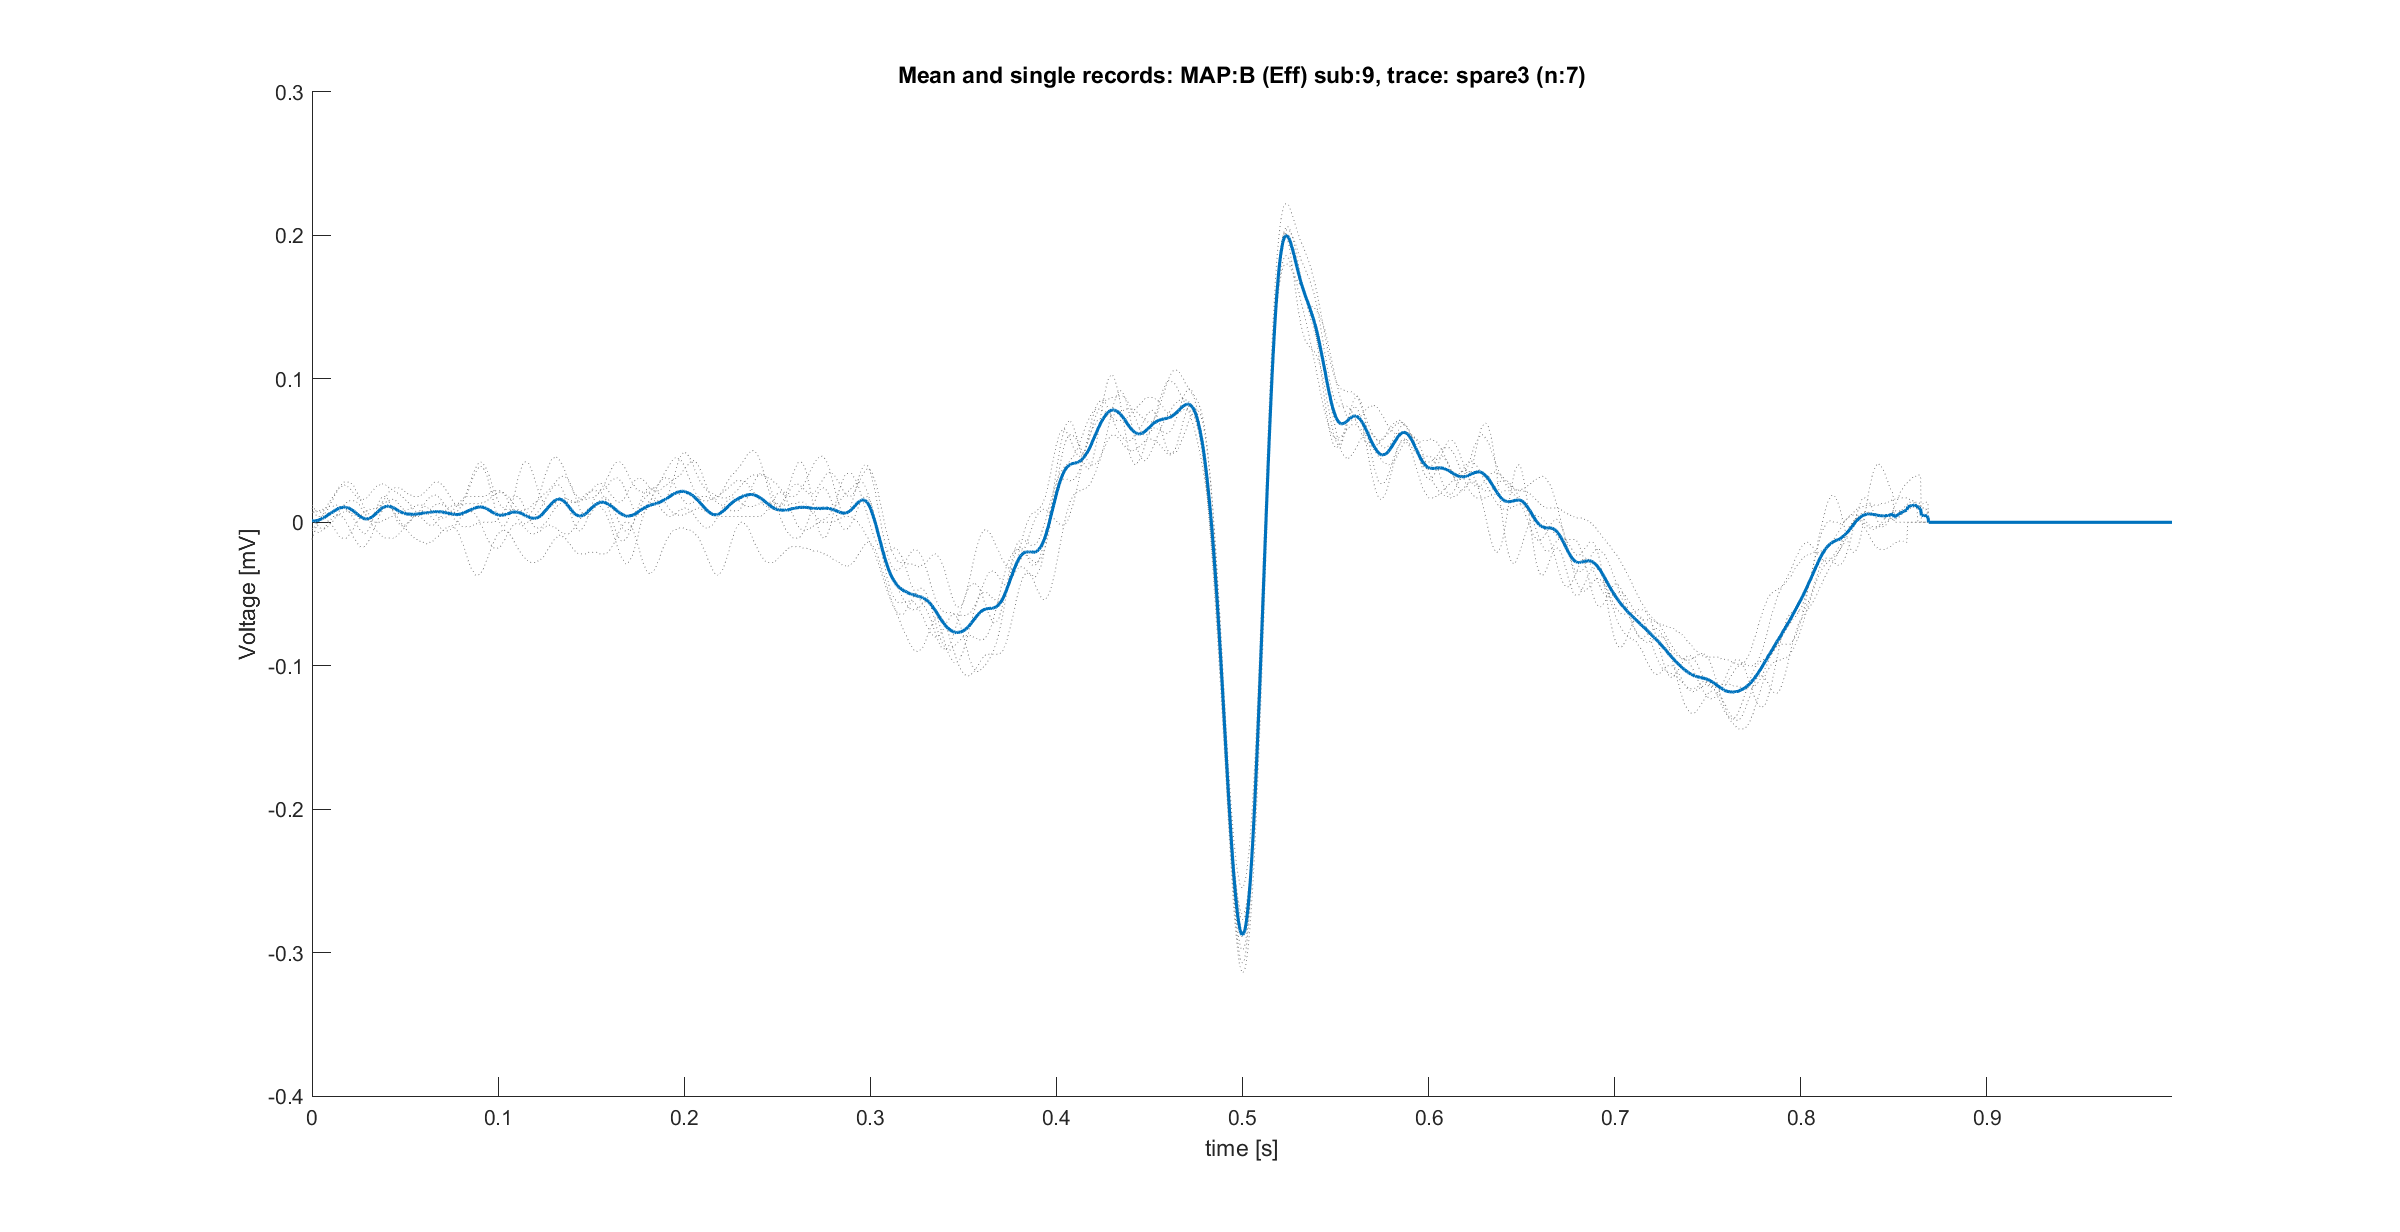 Mean and single records: MAP:B (Eff) sub:9, trace: spare3 (n:7)
0.3
0.2
0.1
0
-0.1
-0.2
-0.3
-0.4
Voltage [mV]
0 0.1 0.2 0.3 0.4 0.5 0.6 0.7 0.8 0.9
time [s]